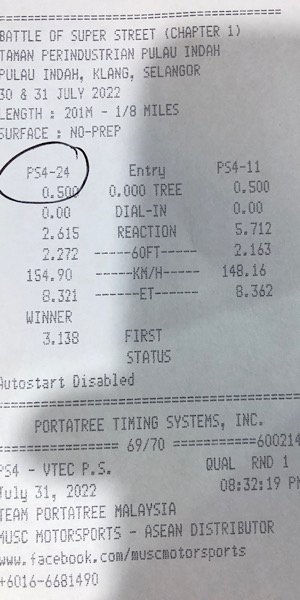 BATTLE OF SUPER STREET (CHAPTER 1)
TAMAN PERINDUSTRIAN PULAU INDAH
PULAU INDAH, KLANG, SELANGOR
30 & 31 JULY 2022
LENGTH : 201M - 1/8 MILES
SURFACE : NO-PREP
PS4-24 Entry PS4-11
0.500 0.000 TREE 0.500
0.00 DIAL-IN 0.00
2.615 REACTION 5.712
2.272 -----60FT----- 2.163
154.90 -----KM/H----- 148.16
8.321 ------ET------ 8.362
WINNER
3.138 FIRST
STATUS
Autostart Disabled
PORTATREE TIMING SYSTEMS, INC.
========== 69/70 ===========600214
PS4 - VTEC P.S. QUAL RND 1
July 31, 2022 08:32:19 PM
TEAM PORTATREE MALAYSIA
MUSC MOTORSPORTS - ASEAN DISTRIBUTOR
www.facebook.com/muscmotorsports
+6016-6681490